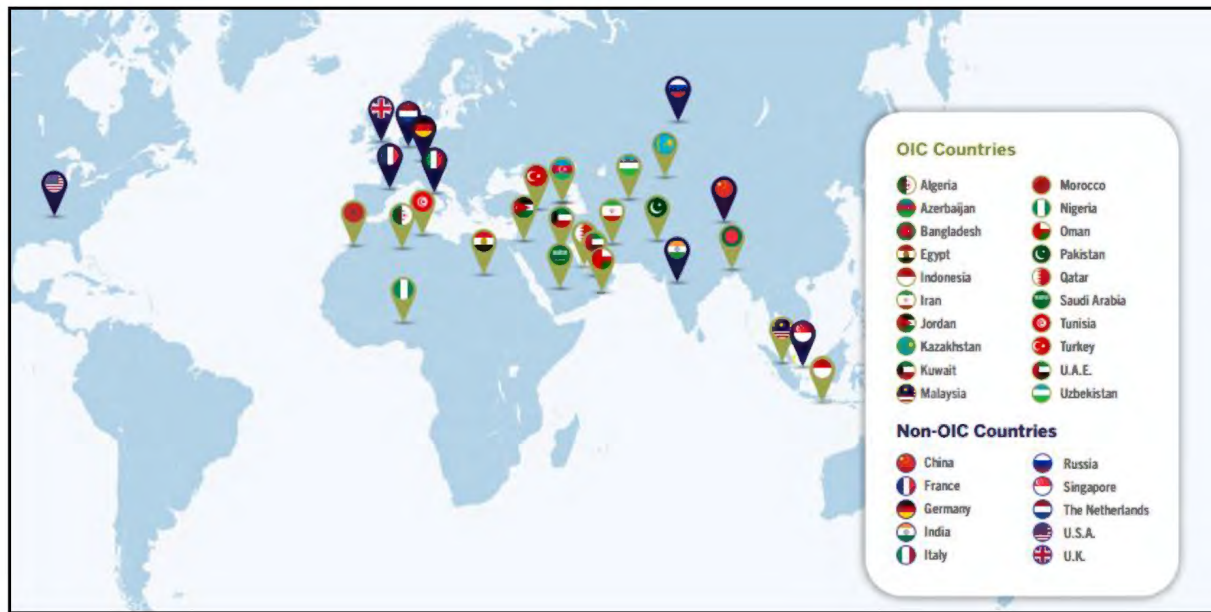 OIC Countries
Algeria
Azerbaijan
Bangladesh
Egypt
Indonesia
Iran
Jordan
Kazakhstan
Kuwait
Malaysia
Morocco
Nigeria
Oman
Pakistan
Qatar
Saudi Arabia
Tunisia
Turkey
U.A.E.
Uzbekistan
Non-OIC Countries
China
France
Germany
India
Italy
Russia
Singapore
The Netherlands
U.S.A.
U.K.